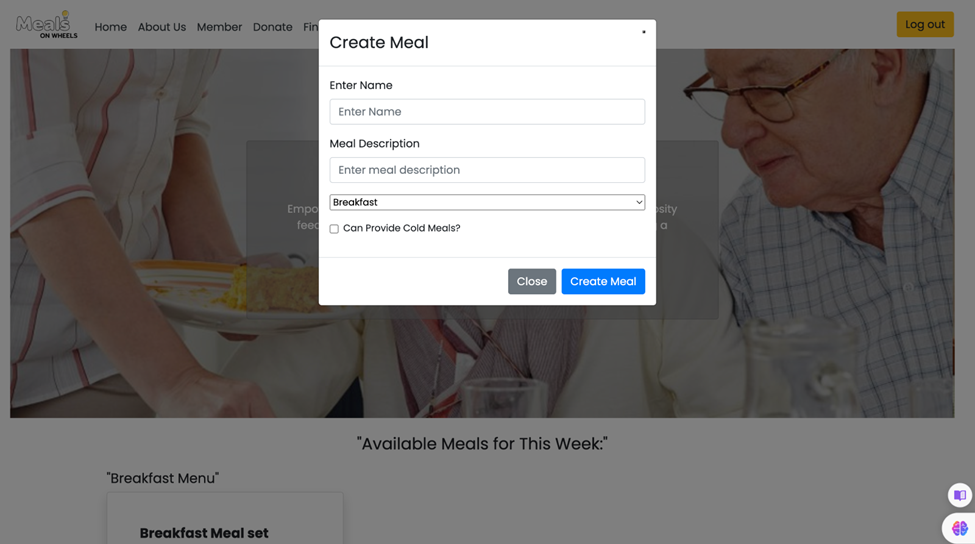 Meals
ON WHEELS
Home About Us Member Donate Fin
Log out
Create Meal
Enter Name
Enter Name
Meal Description
Enter meal description
Breakfast
Can Provide Cold Meals?
Close Create Meal
Empo
osity
feed
a
"Available Meals for This Week:"
"Breakfast Menu"
Breakfast Meal set